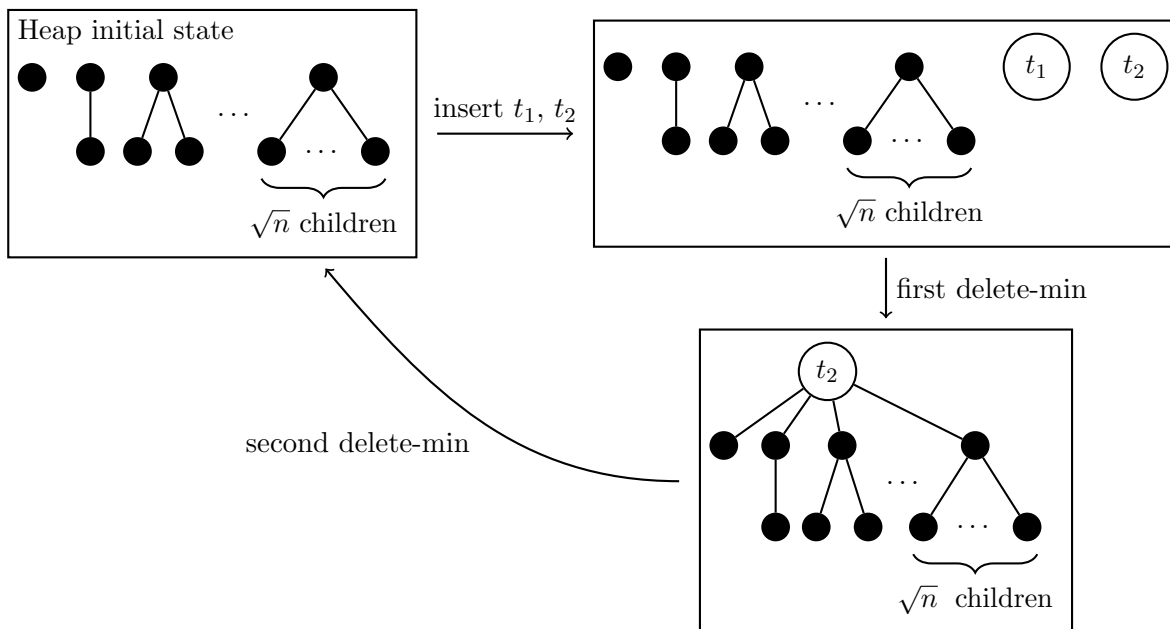 Heap initial state
...
...
√n children
insert t₁, t₂
t₁
t₂
...
...
√n children
first delete-min
t₂
...
...
√n children
second delete-min